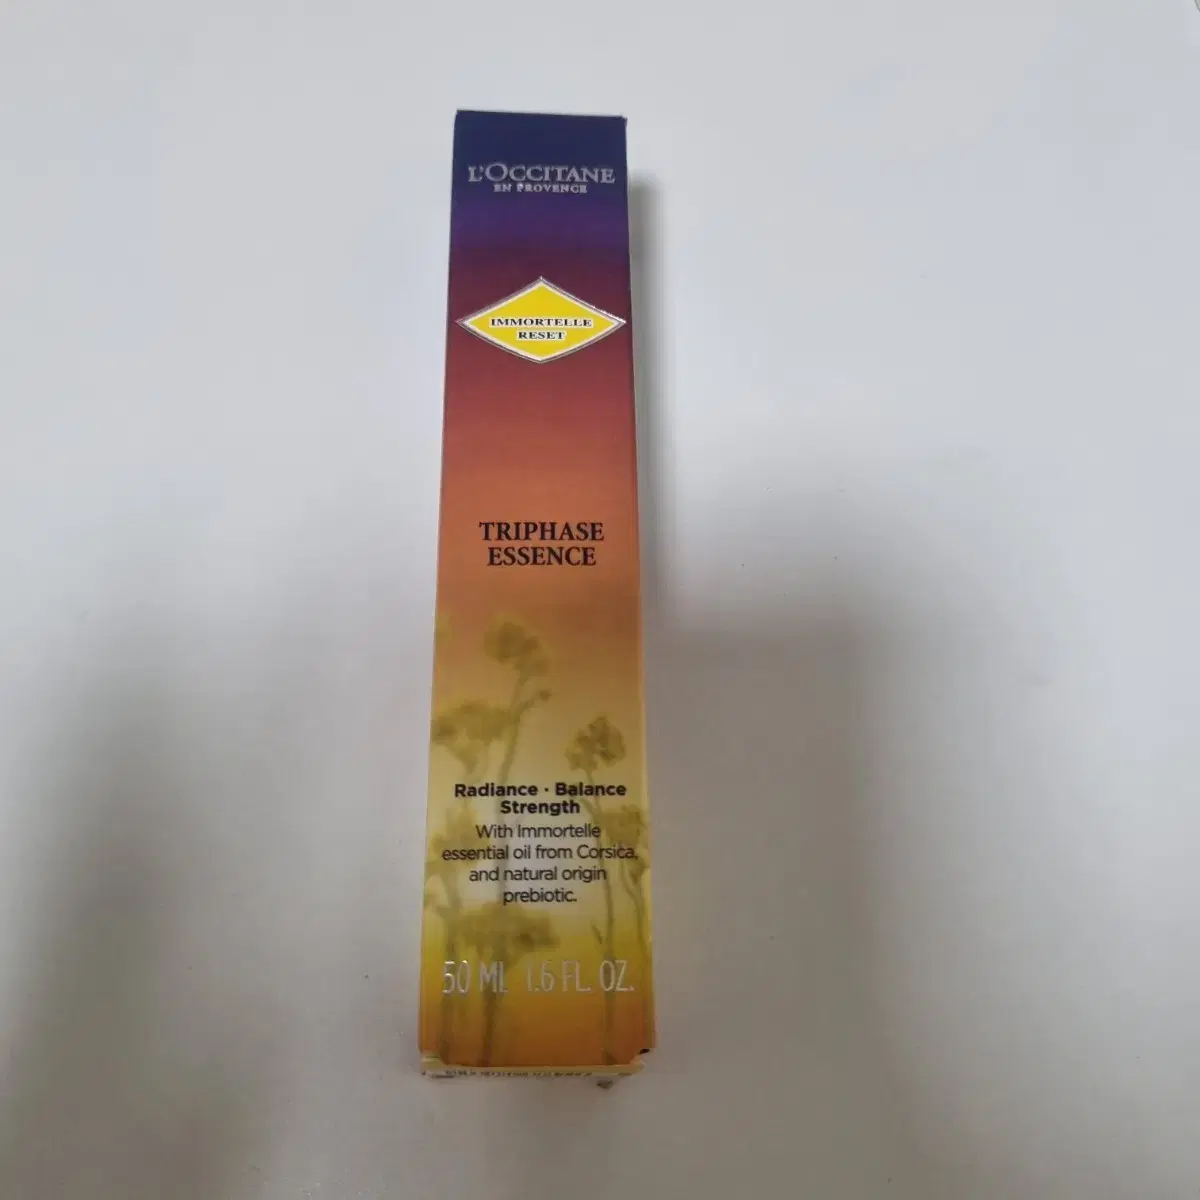 L'OCCITANE
EN PROVENCE
IMMORTELLE
RESET
TRIPHASE
ESSENCE
Radiance · Balance
Strength
With Immortelle
essential oil from Corsica,
and natural origin
prebiotic.
50 ML 1.6 FL. OZ.